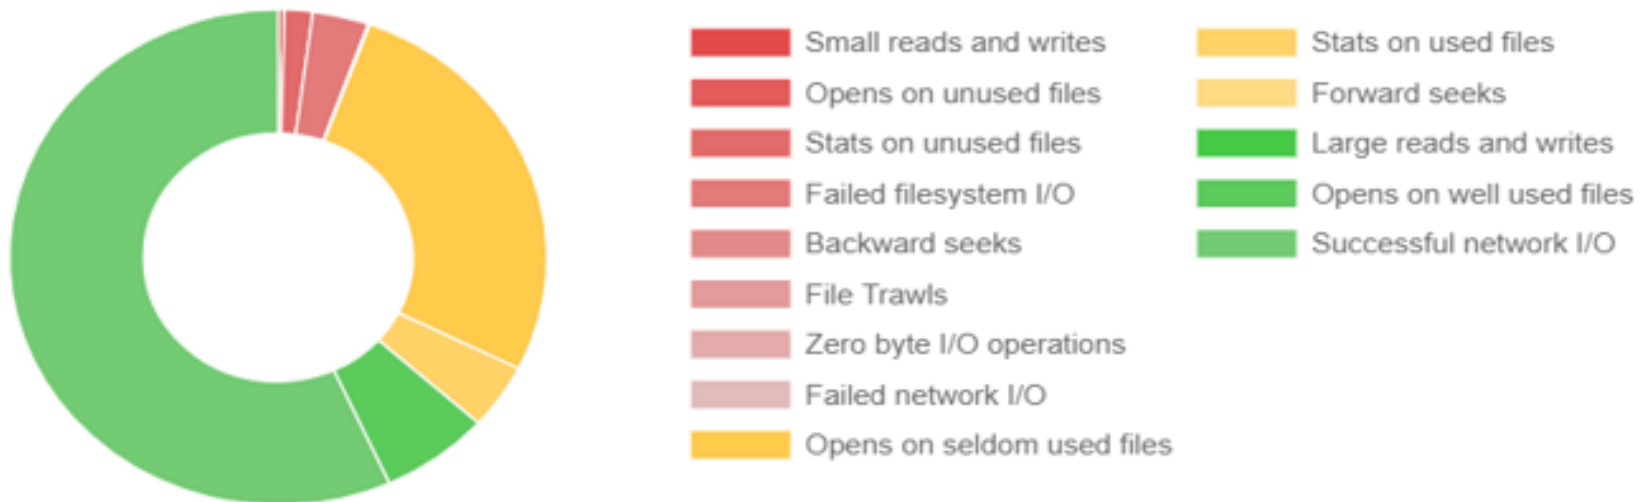 Small reads and writes
Opens on unused files
Stats on unused files
Failed filesystem I/O
Backward seeks
File Trawls
Zero byte I/O operations
Failed network I/O
Opens on seldom used files
Stats on used files
Forward seeks
Large reads and writes
Opens on well used files
Successful network I/O